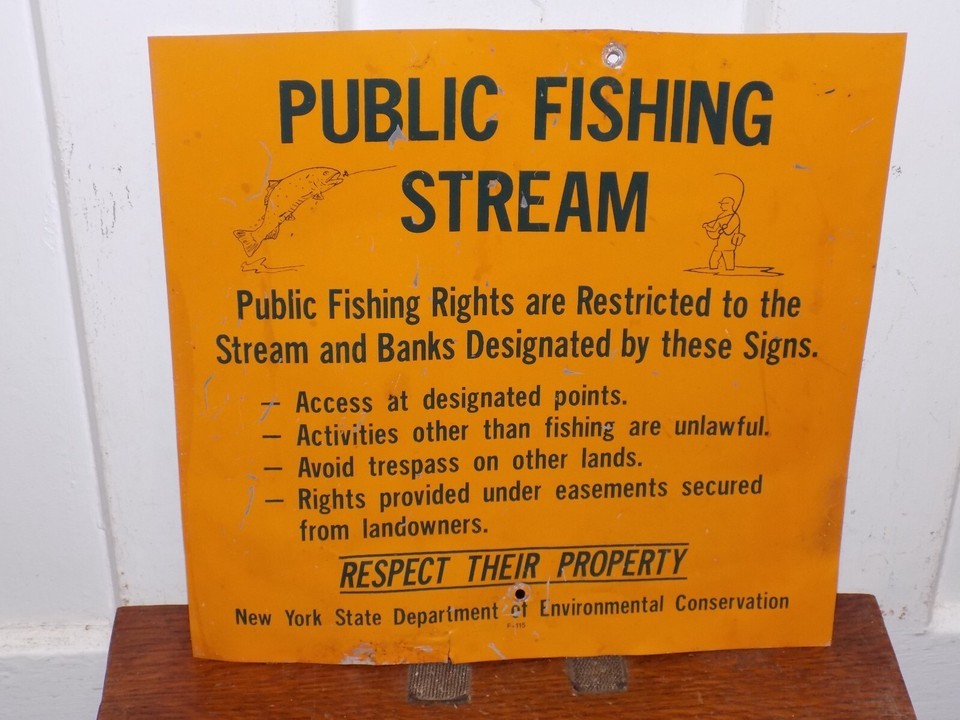 PUBLIC FISHING
STREAM
Public Fishing Rights are Restricted to the
Stream and Banks Designated by these Signs.
— Access at designated points.
— Activities other than fishing are unlawful.
— Avoid trespass on other lands.
— Rights provided under easements secured
from landowners.
RESPECT THEIR PROPERTY
New York State Department of Environmental Conservation